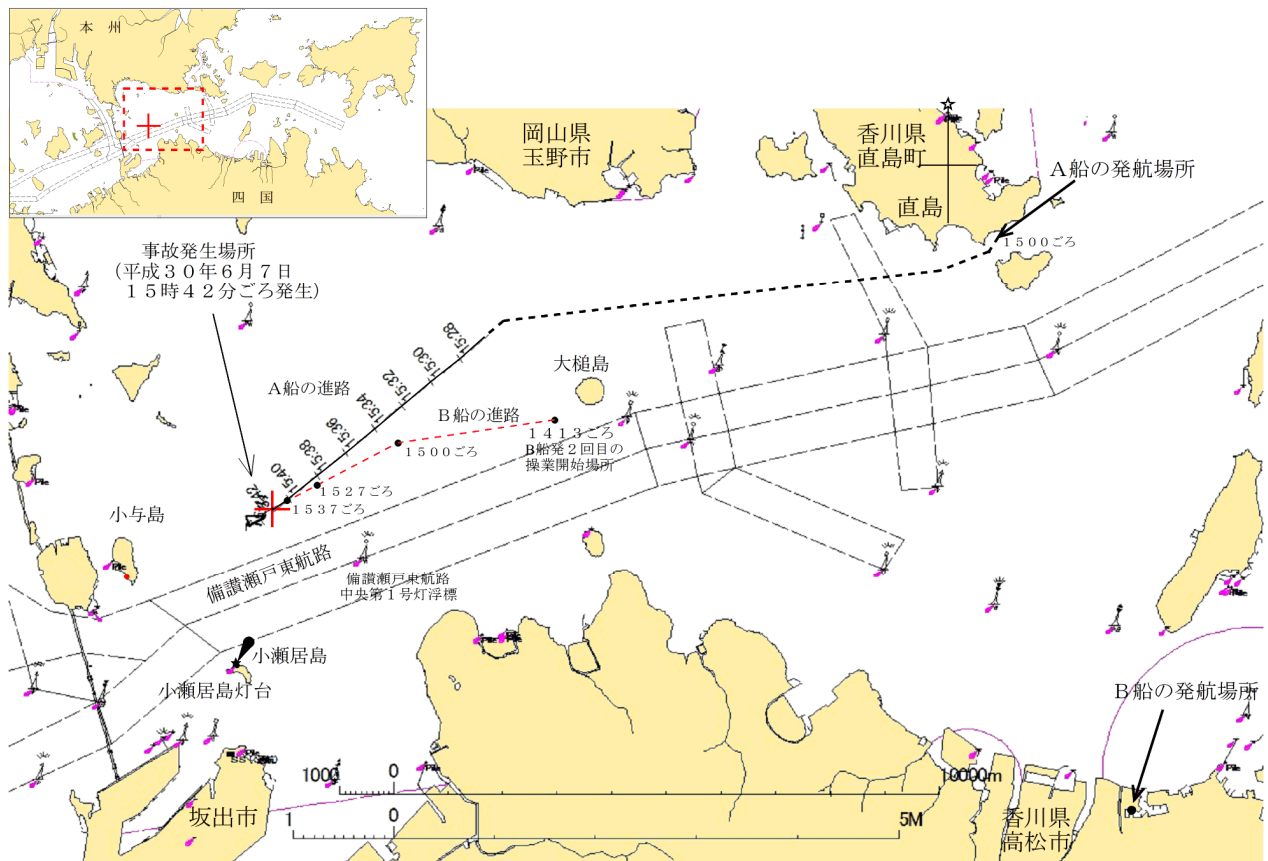 本 州
四 国
岡山県
玉野市
香川県
直島町
直島
A船の発航場所
1500ごろ
事故発生場所
(平成30年6月7日
15時42分ごろ発生)
15:28
15:30
15:32
15:34
15:36
15:38
15:40
A船の進路
大槌島
B船の進路
1413ごろ
B船発2回目の
操業開始場所
1500ごろ
1527ごろ
1537ごろ
小与島
備讃瀬戸東航路
備讃瀬戸東航路
中央第1号灯浮標
小瀬居島
小瀬居島灯台
B船の発航場所
坂出市
香川県
高松市
1000 0 10000m
1 0 5M